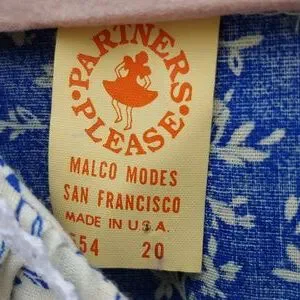 PARTNERS
PLEASE
MALCO MODES
SAN FRANCISCO
MADE IN U.S.A.
54 20